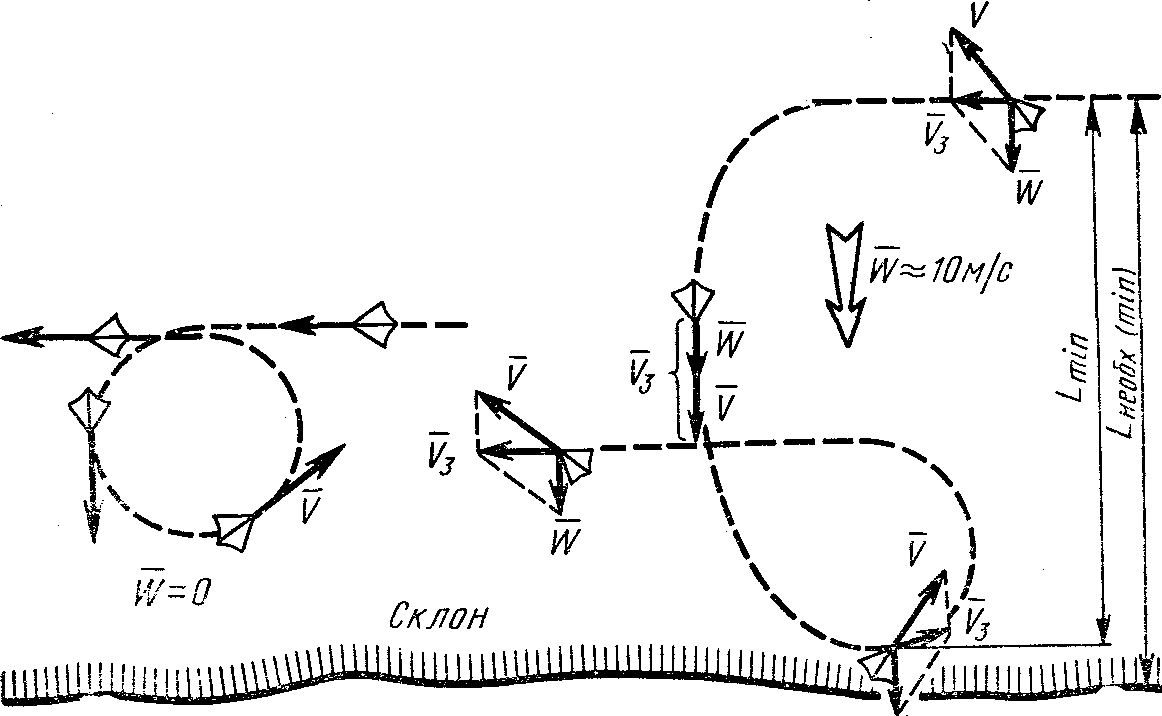 V
V̅з
W̅
W̅≈10м/с
W̅
V̅з
V̅
V̅
V̅з
W̅
V̅
W̅=0
Склон
V̅
V̅з
Lmin
Lнеобх (min)